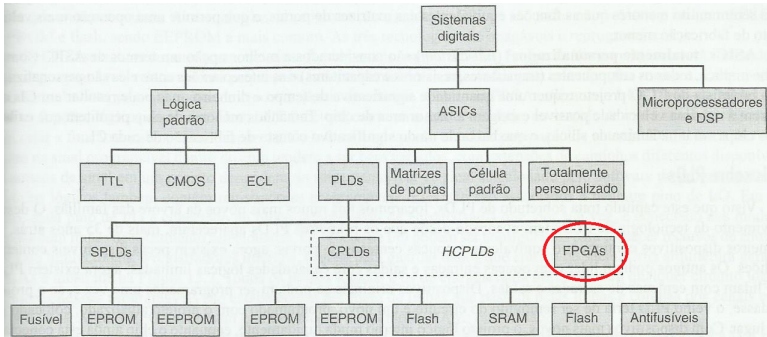 Sistemas
digitais
Lógica
padrão
ASICs
Microprocessadores
e DSP
TTL
CMOS
ECL
PLDs
Matrizes
de portas
Célula
padrão
Totalmente
personalizado
SPLDs
CPLDs
HCPLDs
FPGAs
Fusível
EPROM
EEPROM
EPROM
EEPROM
Flash
SRAM
Flash
Antifusíveis